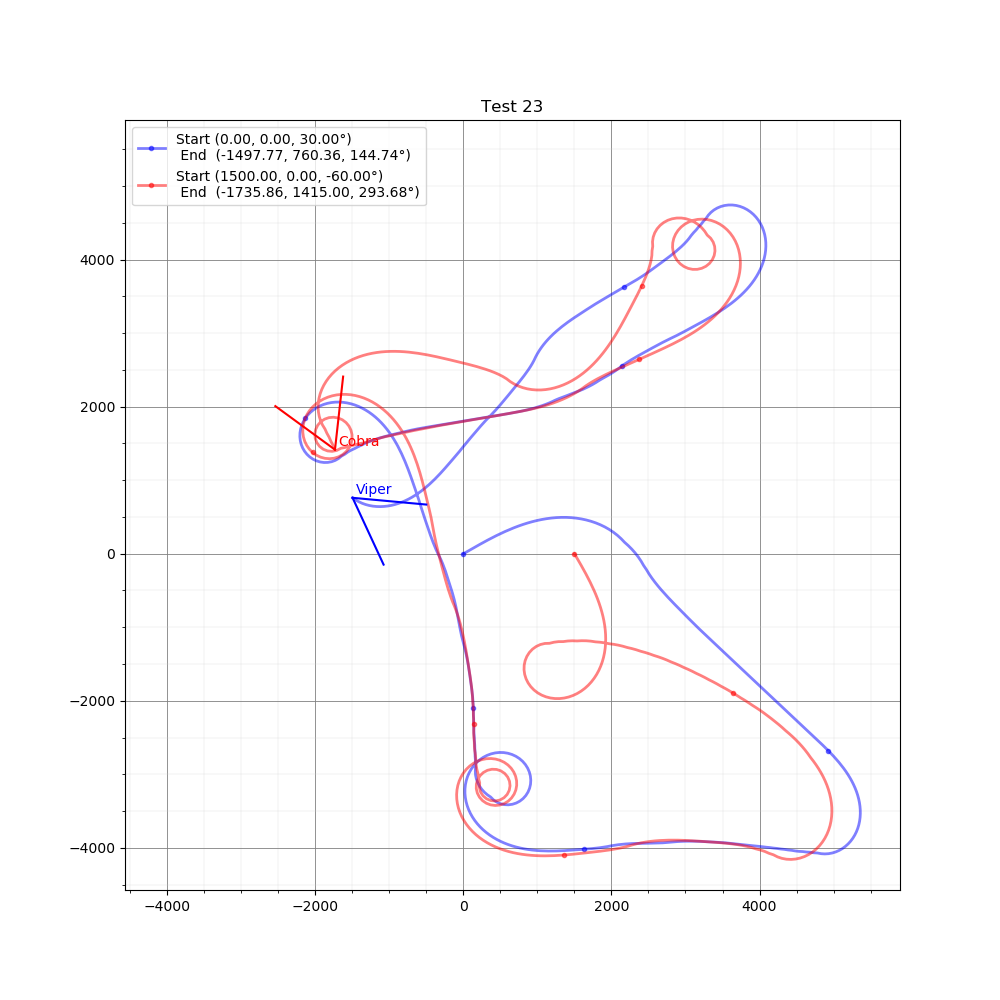 Test 23
Start (0.00, 0.00, 30.00°)
End  (-1497.77, 760.36, 144.74°)
Start (1500.00, 0.00, -60.00°)
End  (-1735.86, 1415.00, 293.68°)
4000
2000
Cobra
Viper
0
−2000
−4000
−4000 −2000 0 2000 4000